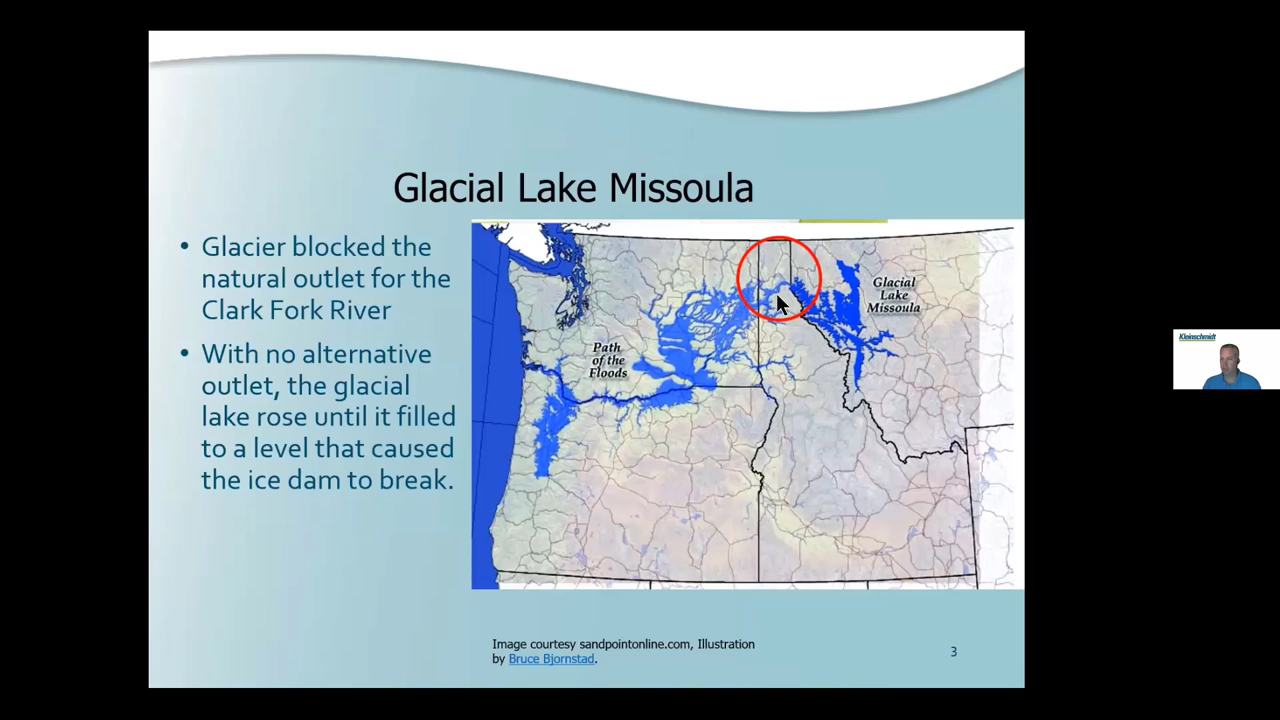 Glacial Lake Missoula
• Glacier blocked the
natural outlet for the
Clark Fork River
• With no alternative
outlet, the glacial
lake rose until it filled
to a level that caused
the ice dam to break.
Glacial
Lake
Missoula
Path
of the
Floods
Image courtesy sandpointonline.com, Illustration
by Bruce Bjornstad.
3
Kleinschmidt